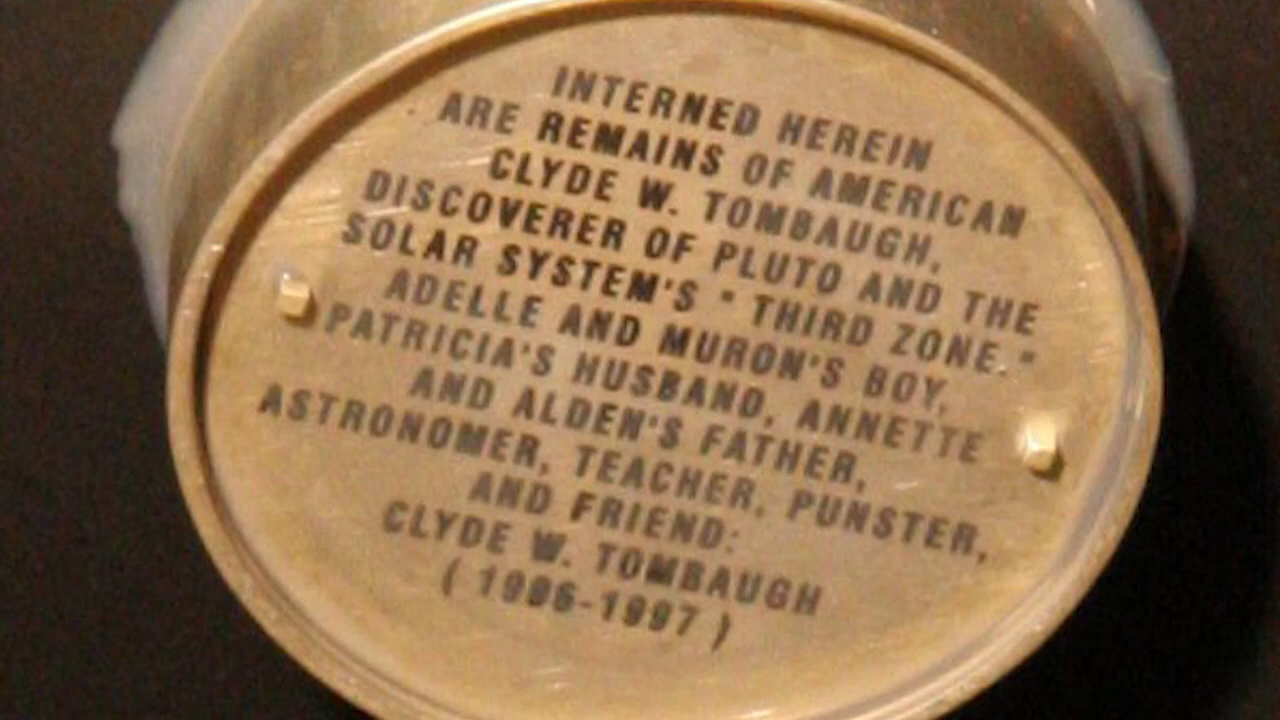 INTERNED HEREIN
ARE REMAINS OF AMERICAN
CLYDE W. TOMBAUGH,
DISCOVERER OF PLUTO AND THE
SOLAR SYSTEM'S "THIRD ZONE."
ADELLE AND MURON'S BOY,
PATRICIA'S HUSBAND, ANNETTE
AND ALDEN'S FATHER,
ASTRONOMER, TEACHER, PUNSTER,
AND FRIEND:
CLYDE W. TOMBAUGH
(1906-1997)